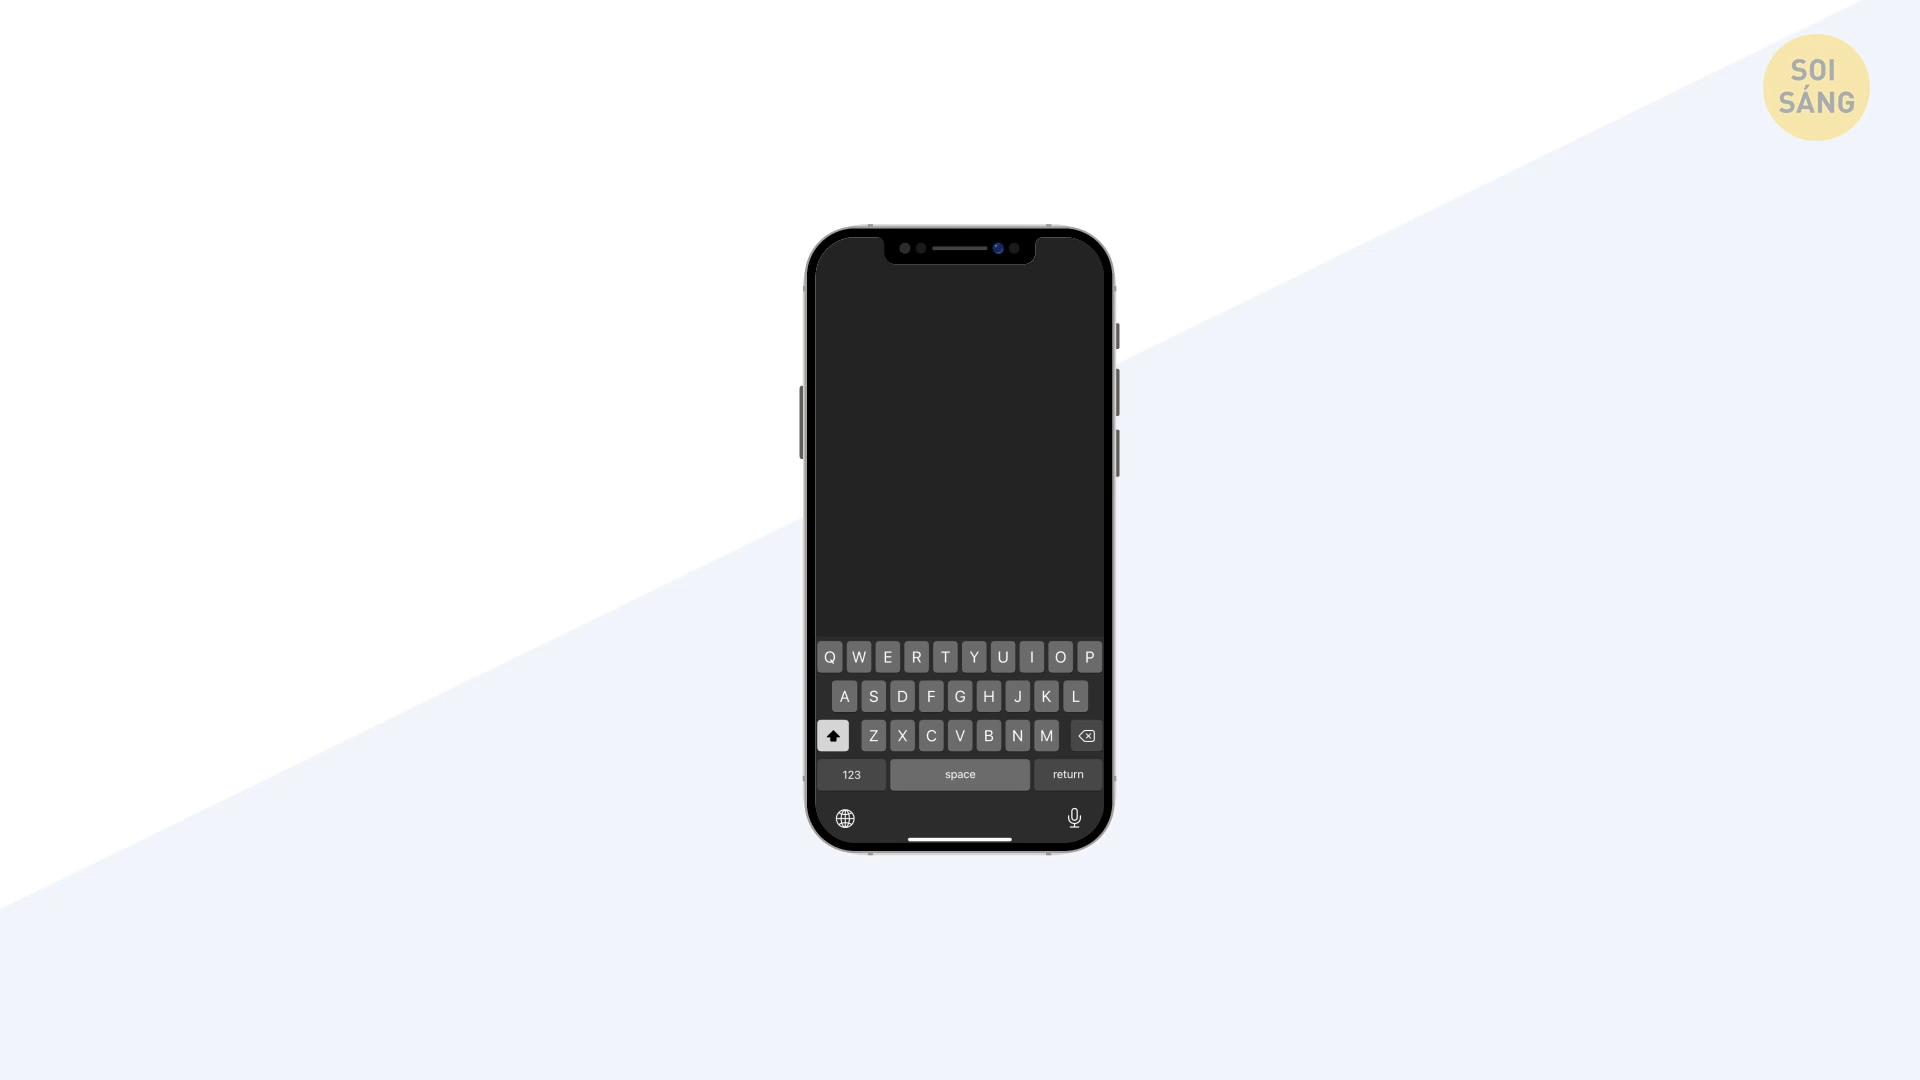 SOI
SÁNG
Q W E R T Y U I O P
A S D F G H J K L
Z X C V B N M
123 space return